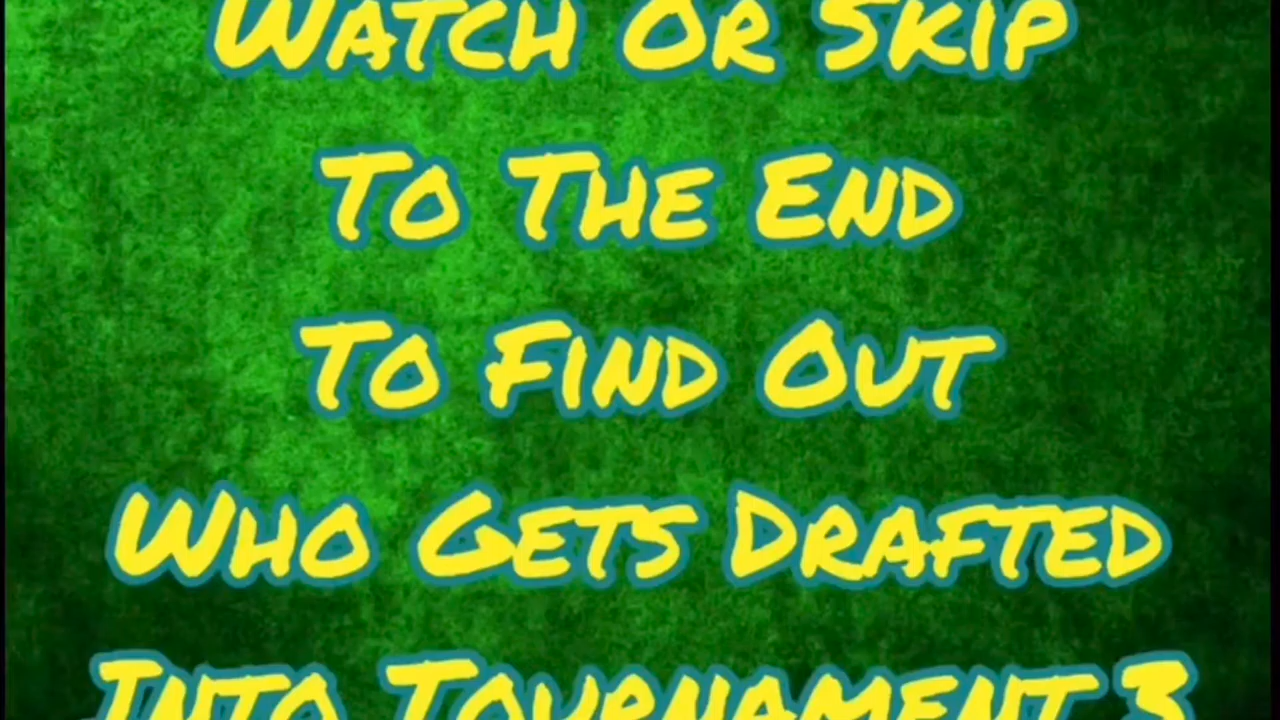 Watch Or Skip
To The End
To Find Out
Who Gets Drafted
Into Tournament 3